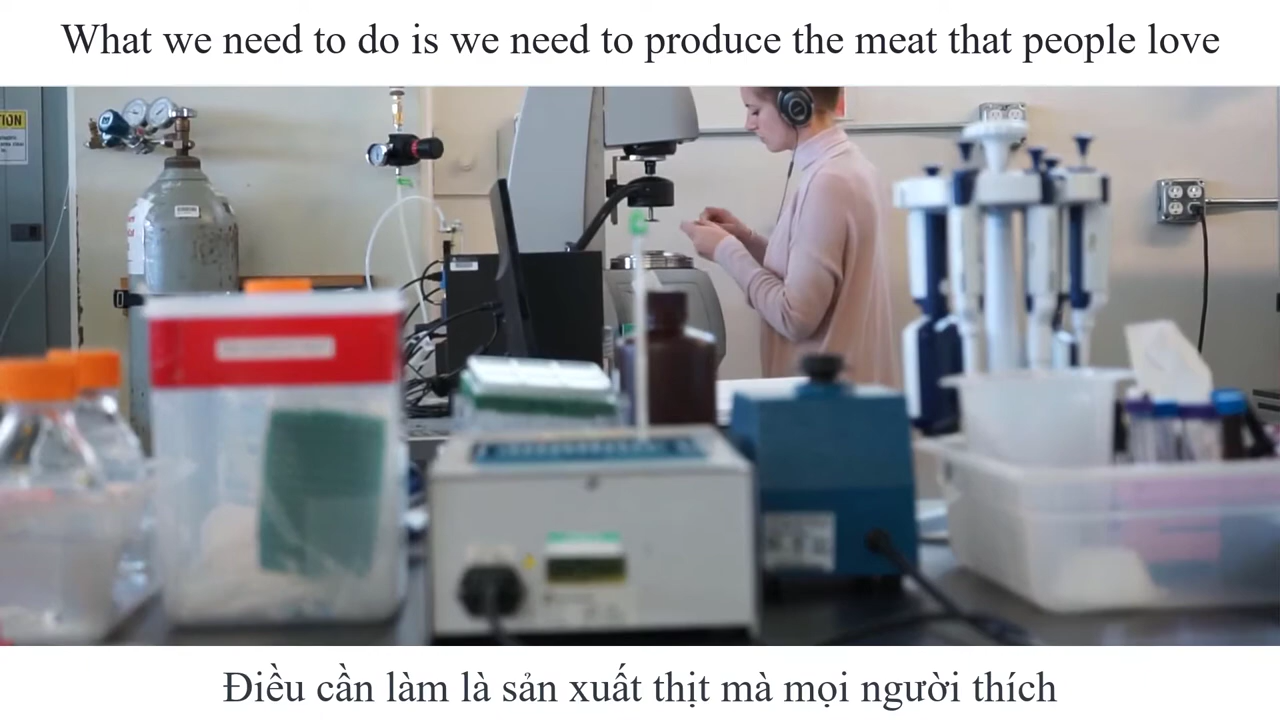 What we need to do is we need to produce the meat that people love
TION
Điều cần làm là sản xuất thịt mà mọi người thích